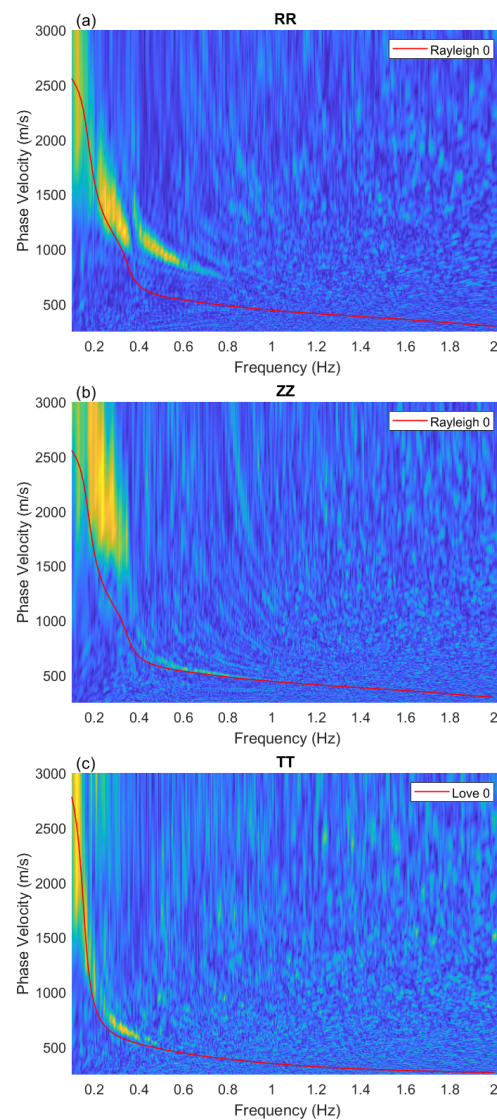 (a)
RR
Rayleigh 0
3000
2500
2000
1500
1000
500
Phase Velocity (m/s)
0.2 0.4 0.6 0.8 1 1.2 1.4 1.6 1.8 2
Frequency (Hz)
(b)
ZZ
Rayleigh 0
3000
2500
2000
1500
1000
500
Phase Velocity (m/s)
0.2 0.4 0.6 0.8 1 1.2 1.4 1.6 1.8 2
Frequency (Hz)
(c)
TT
Love 0
3000
2500
2000
1500
1000
500
Phase Velocity (m/s)
0.2 0.4 0.6 0.8 1 1.2 1.4 1.6 1.8 2
Frequency (Hz)